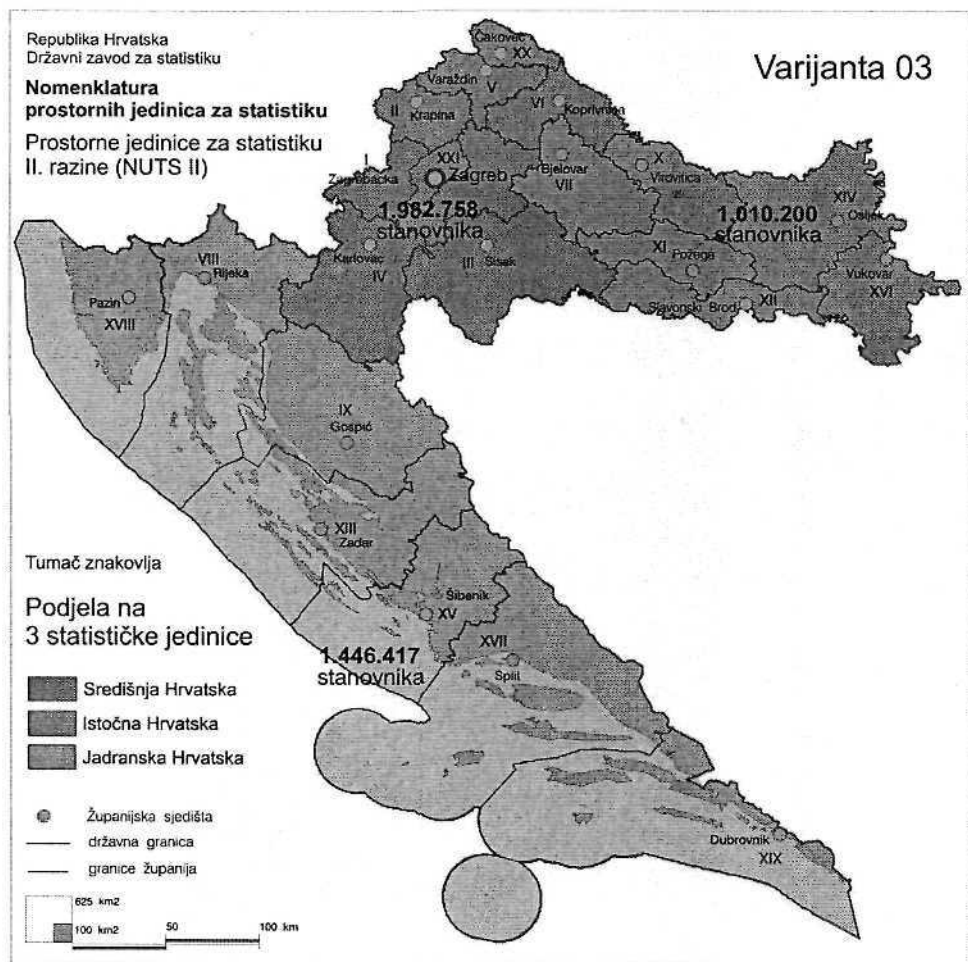 Republika Hrvatska
Državni zavod za statistiku
Nomenklatura
prostornih jedinica za statistiku
Prostorne jedinice za statistiku
II. razine (NUTS II)
Varijanta 03
Čakovec
XX
Varaždin
V
II
Krapina
VI
Koprivnica
I
Zagrebačka
XXI
Zagreb
Bjelovar
VII
X
Virovitica
XIV
Osijek
1.982.758
stanovnika
1.010.200
stanovnika
Karlovac
IV
III
Sisak
XI
Požega
Vukovar
XVI
Slavonski Brod
XII
VIII
Rijeka
Pazin
XVIII
IX
Gospić
XIII
Zadar
Šibenik
XV
XVII
Split
1.446.417
stanovnika
Dubrovnik
XIX
Tumač znakovlja
Podjela na
3 statističke jedinice
Središnja Hrvatska
Istočna Hrvatska
Jadranska Hrvatska
Županijska sjedišta
državna granica
granice županija
625 km2
100 km2
50
100 km